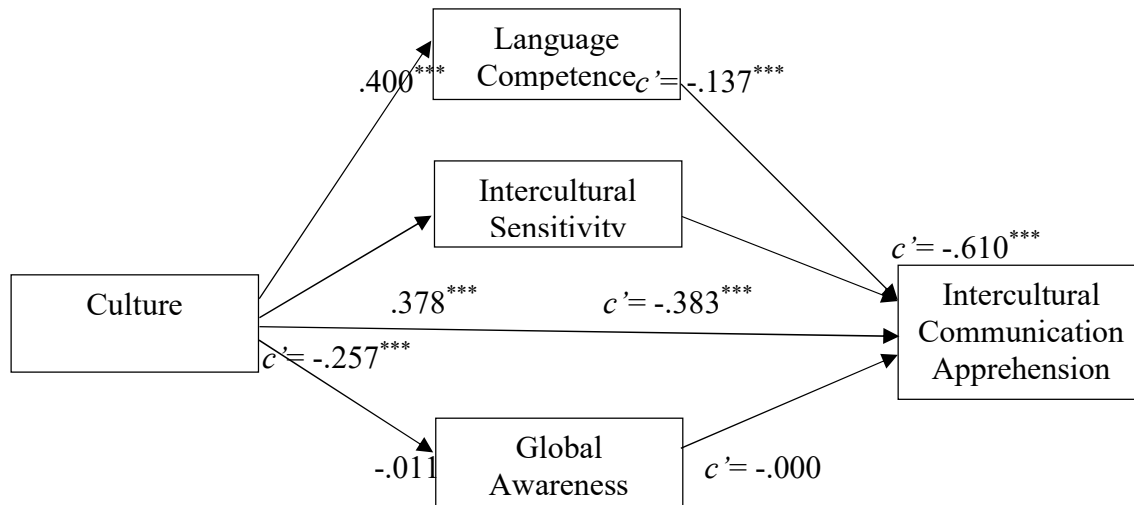 Language
Competence
.400***
c’= -.137***
Intercultural
Sensitivity
c’= -.610***
Culture
.378***
c’= -.383***
Intercultural
Communication
Apprehension
c’= -.257***
Global
Awareness
-.011
c’= -.000